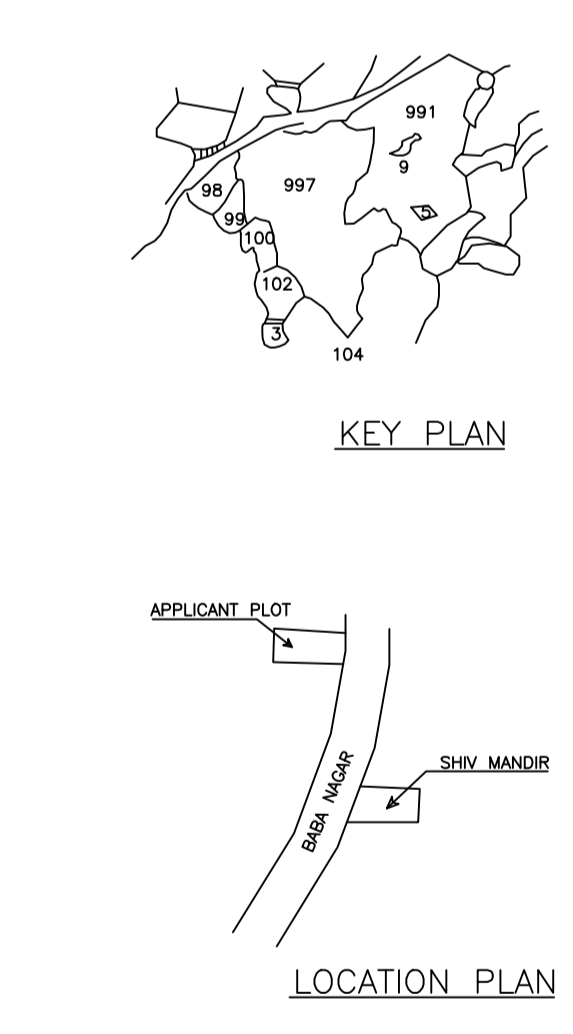 991
9
98
997
99
5
100
102
3
104
KEY PLAN
APPLICANT PLOT
SHIV MANDIR
BABA NAGAR
LOCATION PLAN